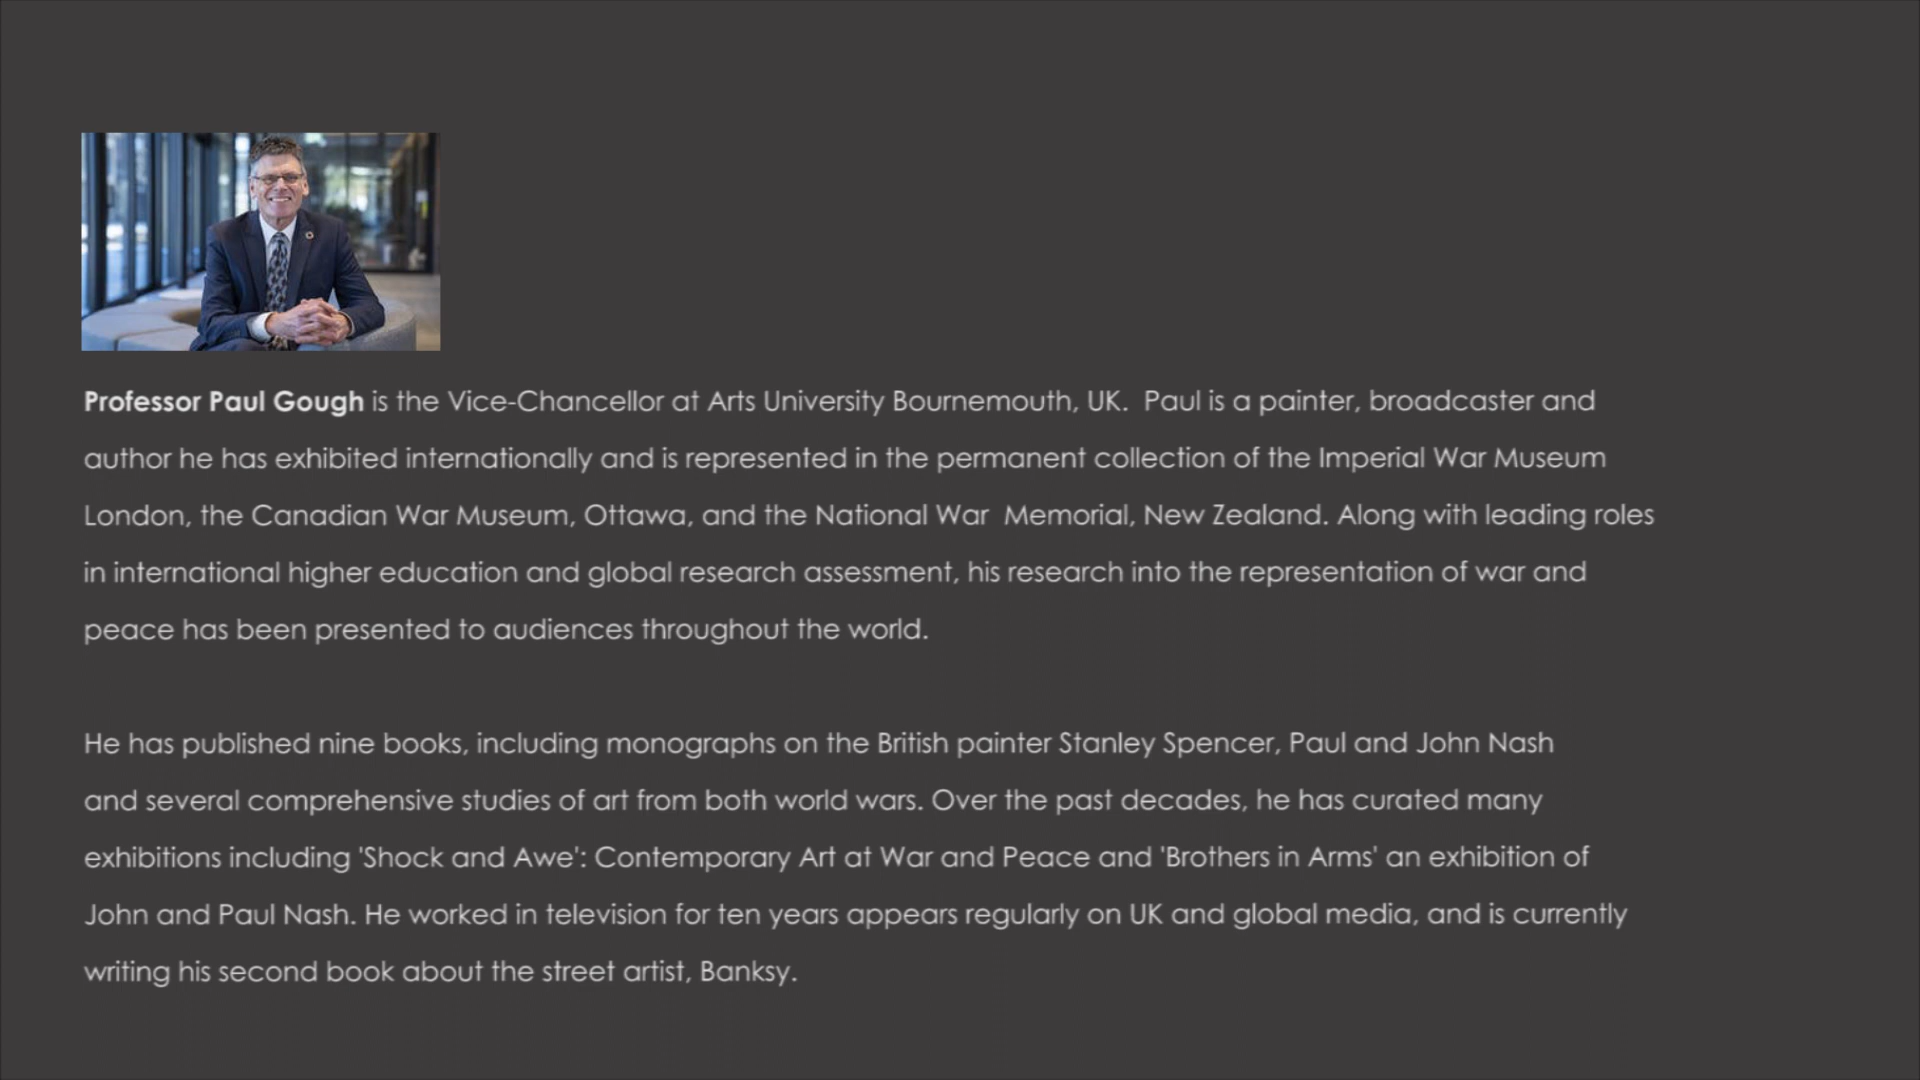 Professor Paul Gough is the Vice-Chancellor at Arts University Bournemouth, UK.  Paul is a painter, broadcaster and
author he has exhibited internationally and is represented in the permanent collection of the Imperial War Museum
London, the Canadian War Museum, Ottawa, and the National War  Memorial, New Zealand. Along with leading roles
in international higher education and global research assessment, his research into the representation of war and
peace has been presented to audiences throughout the world.
He has published nine books, including monographs on the British painter Stanley Spencer, Paul and John Nash
and several comprehensive studies of art from both world wars. Over the past decades, he has curated many
exhibitions including 'Shock and Awe': Contemporary Art at War and Peace and 'Brothers in Arms' an exhibition of
John and Paul Nash. He worked in television for ten years appears regularly on UK and global media, and is currently
writing his second book about the street artist, Banksy.